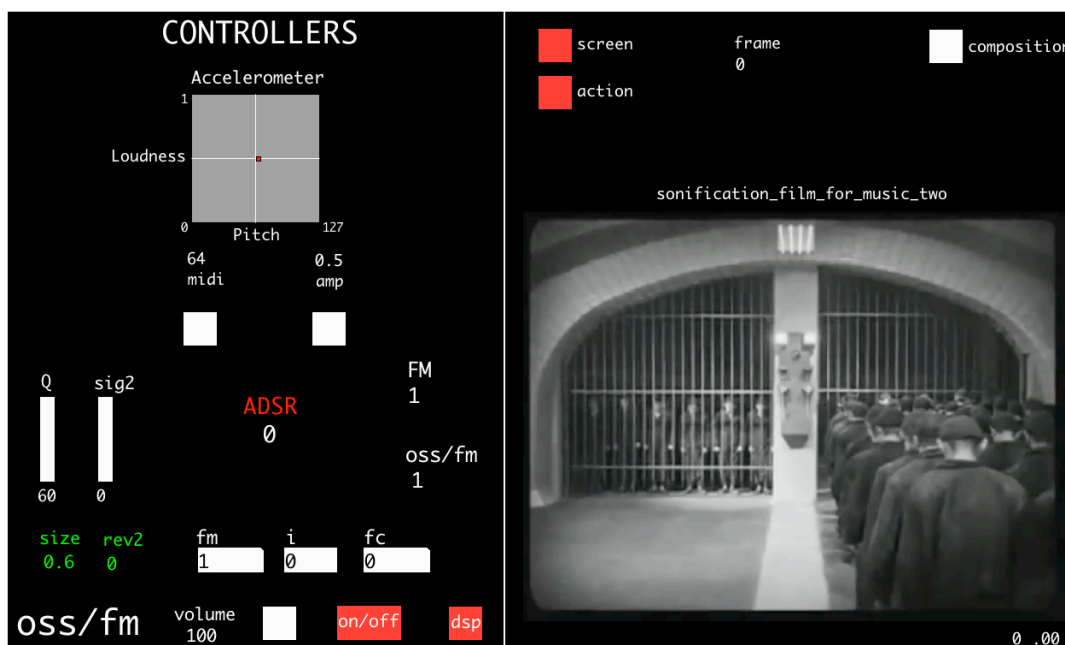 CONTROLLERS
Accelerometer
1
Loudness
0
Pitch
127
64
midi
0.5
amp
Q
sig2
60
0
ADSR
0
FM
1
oss/fm
1
size
0.6
rev2
0
fm
1
i
0
fc
0
oss/fm
volume
100
on/off
dsp
screen
action
frame
0
composition
sonification_film_for_music_two
0 .00